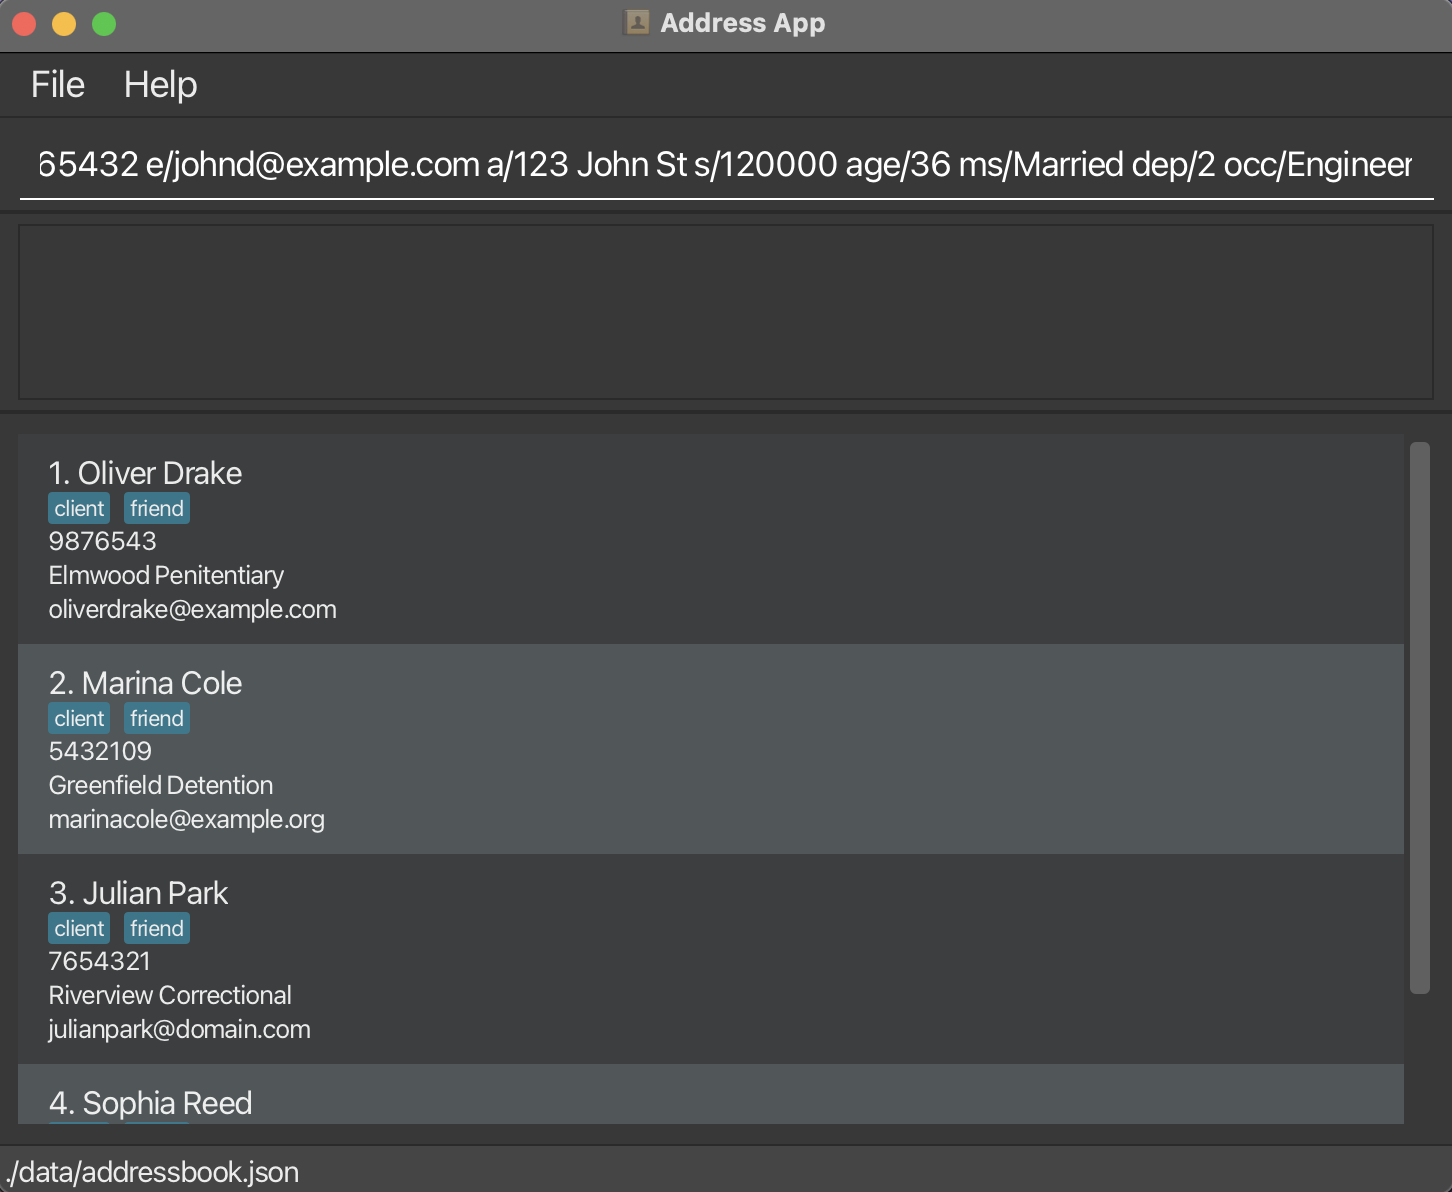 Address App
File Help
65432 e/johnd@example.com a/123 John St s/120000 age/36 ms/Married dep/2 occ/Engineer
1. Oliver Drake
client friend
9876543
Elmwood Penitentiary
oliverdrake@example.com
2. Marina Cole
client friend
5432109
Greenfield Detention
marinacole@example.org
3. Julian Park
client friend
7654321
Riverview Correctional
julianpark@domain.com
4. Sophia Reed
./data/addressbook.json